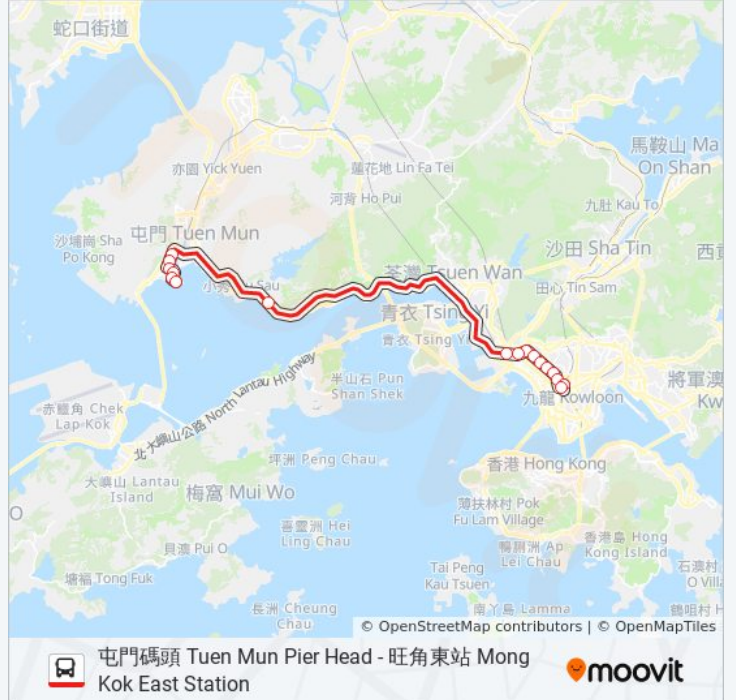 蛇口街道
亦園 Yick Yuen
蓮花地 Lin Fa Tei
馬鞍山 Ma
On Shan
河背 Ho Pui
九肚 Kau To
屯門 Tuen Mun
沙埔崗 Sha
Po Kong
沙田 Sha Tin
西貢
荃灣 Tsuen Wan
田心 Tin Sam
小秀
Sau
青衣 Tsing Yi
青衣 Tsing Yi
半山石 Pun
Shan Shek
將軍澳
Kw
九龍 Kowloon
赤鱲角 Chek
Lap Kok
北大嶼山公路 North Lantau Highway
坪洲 Peng Chau
香港 Hong Kong
大嶼山 Lantau
Island
梅窩 Mui Wo
O
薄扶林村 Pok
Fu Lam Village
喜靈洲 Hei
Ling Chau
香港島 Hong
Kong Island
鴨脷洲 Ap
Lei Chau
貝澳 Pui O
塘福 Tong Fuk
Tai Peng
Kau Tsuen
石澳村
O Villa
長洲 Cheung
Chau
南丫島 Lamma
鶴咀村 H
© OpenStreetMap contributors | © OpenMapTiles
屯門碼頭 Tuen Mun Pier Head - 旺角東站 Mong
Kok East Station
moovit